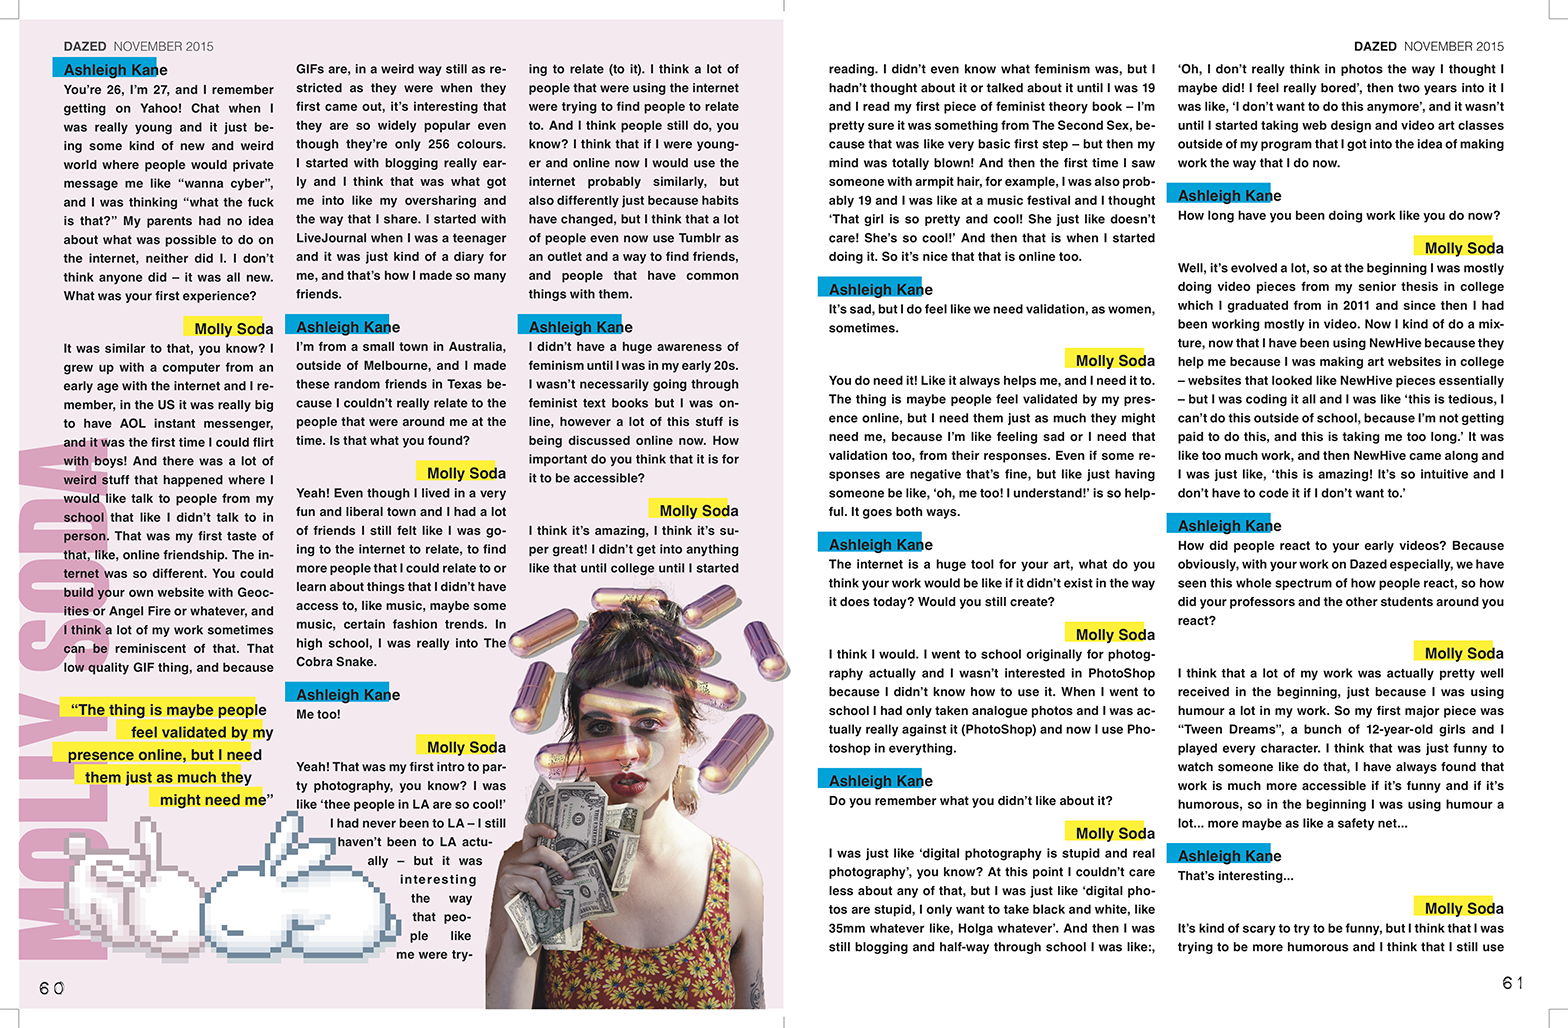 DAZED NOVEMBER 2015
Ashleigh Kane
You're 26, I'm 27, and I remember
getting on Yahoo! Chat when I
was really young and it just be-
ing some kind of new and weird
world where people would private
message me like “wanna cyber”,
and I was thinking “what the fuck
is that?” My parents had no idea
about what was possible to do on
the internet, neither did I. I don't
think anyone did – it was all new.
What was your first experience?
Molly Soda
It was similar to that, you know? I
grew up with a computer from an
early age with the internet and I re-
member, in the US it was really big
to have AOL instant messenger,
and it was the first time I could flirt
with boys! And there was a lot of
weird stuff that happened where I
would like talk to people from my
school that like I didn't talk to in
person. That was my first taste of
that, like, online friendship. The in-
ternet was so different. You could
build your own website with Geoc-
ities or Angel Fire or whatever, and
I think a lot of my work sometimes
can be reminiscent of that. That
low quality GIF thing, and because
“The thing is maybe people
feel validated by my
presence online, but I need
them just as much they
might need me”
MOLLY SODA
60
GIFs are, in a weird way still as re-
stricted as they were when they
first came out, it's interesting that
they are so widely popular even
though they're only 256 colours.
I started with blogging really ear-
ly and I think that was what got
me into like my oversharing and
the way that I share. I started with
LiveJournal when I was a teenager
and it was just kind of a diary for
me, and that's how I made so many
friends.
Ashleigh Kane
I'm from a small town in Australia,
outside of Melbourne, and I made
these random friends in Texas be-
cause I couldn't really relate to the
people that were around me at the
time. Is that what you found?
Molly Soda
Yeah! Even though I lived in a very
fun and liberal town and I had a lot
of friends I still felt like I was go-
ing to the internet to relate, to find
more people that I could relate to or
learn about things that I didn't have
access to, like music, maybe some
music, certain fashion trends. In
high school, I was really into The
Cobra Snake.
Ashleigh Kane
Me too!
Molly Soda
Yeah! That was my first intro to par-
ty photography, you know? I was
like ‘thee people in LA are so cool!’
I had never been to LA – I still
haven't been to LA actu-
ally – but it was
interesting
the way
that peo-
ple like
me were try-
ing to relate (to it). I think a lot of
people that were using the internet
were trying to find people to relate
to. And I think people still do, you
know? I think that if I were young-
er and online now I would use the
internet probably similarly, but
also differently just because habits
have changed, but I think that a lot
of people even now use Tumblr as
an outlet and a way to find friends,
and people that have common
things with them.
Ashleigh Kane
I didn't have a huge awareness of
feminism until I was in my early 20s.
I wasn't necessarily going through
feminist text books but I was on-
line, however a lot of this stuff is
being discussed online now. How
important do you think that it is for
it to be accessible?
Molly Soda
I think it's amazing, I think it's su-
per great! I didn't get into anything
like that until college until I started
DAZED NOVEMBER 2015
reading. I didn't even know what feminism was, but I
hadn't thought about it or talked about it until I was 19
and I read my first piece of feminist theory book – I'm
pretty sure it was something from The Second Sex, be-
cause that was like very basic first step – but then my
mind was totally blown! And then the first time I saw
someone with armpit hair, for example, I was also prob-
ably 19 and I was like at a music festival and I thought
‘That girl is so pretty and cool! She just like doesn't
care! She's so cool!’ And then that is when I started
doing it. So it's nice that that is online too.
Ashleigh Kane
It's sad, but I do feel like we need validation, as women,
sometimes.
Molly Soda
You do need it! Like it always helps me, and I need it to.
The thing is maybe people feel validated by my pres-
ence online, but I need them just as much they might
need me, because I'm like feeling sad or I need that
validation too, from their responses. Even if some re-
sponses are negative that's fine, but like just having
someone be like, ‘oh, me too! I understand!’ is so help-
ful. It goes both ways.
Ashleigh Kane
The internet is a huge tool for your art, what do you
think your work would be like if it didn't exist in the way
it does today? Would you still create?
Molly Soda
I think I would. I went to school originally for photog-
raphy actually and I wasn't interested in PhotoShop
because I didn't know how to use it. When I went to
school I had only taken analogue photos and I was ac-
tually really against it (PhotoShop) and now I use Pho-
toshop in everything.
Ashleigh Kane
Do you remember what you didn't like about it?
Molly Soda
I was just like ‘digital photography is stupid and real
photography’, you know? At this point I couldn't care
less about any of that, but I was just like ‘digital pho-
tos are stupid, I only want to take black and white, like
35mm whatever like, Holga whatever’. And then I was
still blogging and half-way through school I was like:,
‘Oh, I don't really think in photos the way I thought I
maybe did! I feel really bored’, then two years into it I
was like, ‘I don't want to do this anymore’, and it wasn't
until I started taking web design and video art classes
outside of my program that I got into the idea of making
work the way that I do now.
Ashleigh Kane
How long have you been doing work like you do now?
Molly Soda
Well, it's evolved a lot, so at the beginning I was mostly
doing video pieces from my senior thesis in college
which I graduated from in 2011 and since then I had
been working mostly in video. Now I kind of do a mix-
ture, now that I have been using NewHive because they
help me because I was making art websites in college
– websites that looked like NewHive pieces essentially
– but I was coding it all and I was like ‘this is tedious, I
can't do this outside of school, because I'm not getting
paid to do this, and this is taking me too long.’ It was
like too much work, and then NewHive came along and
I was just like, ‘this is amazing! It's so intuitive and I
don't have to code it if I don't want to.’
Ashleigh Kane
How did people react to your early videos? Because
obviously, with your work on Dazed especially, we have
seen this whole spectrum of how people react, so how
did your professors and the other students around you
react?
Molly Soda
I think that a lot of my work was actually pretty well
received in the beginning, just because I was using
humour a lot in my work. So my first major piece was
“Tween Dreams”, a bunch of 12-year-old girls and I
played every character. I think that was just funny to
watch someone like do that, I have always found that
work is much more accessible if it's funny and if it's
humorous, so in the beginning I was using humour a
lot... more maybe as like a safety net...
Ashleigh Kane
That's interesting...
Molly Soda
It's kind of scary to try to be funny, but I think that I was
trying to be more humorous and I think that I still use
61